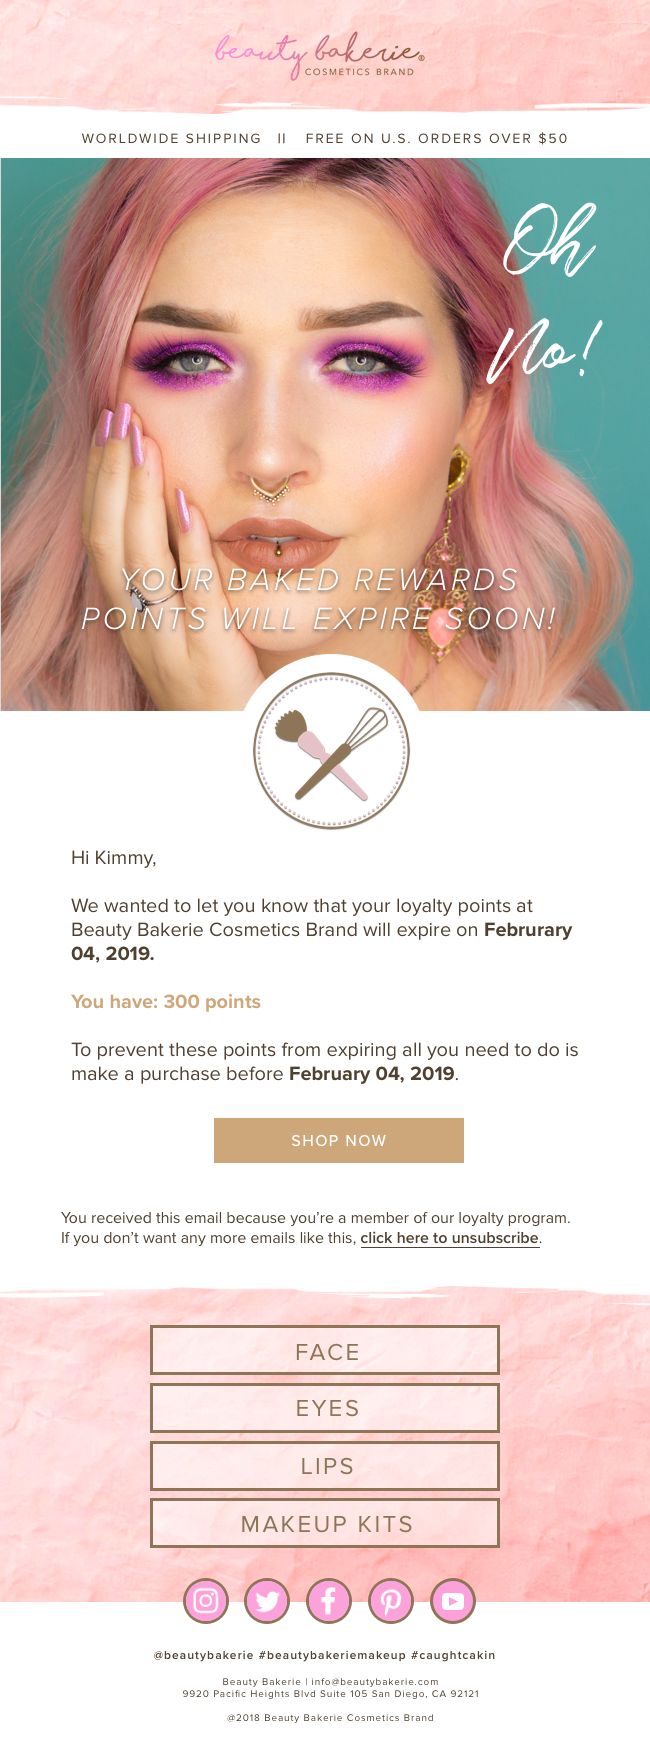 beauty bakerie®
COSMETICS BRAND
WORLDWIDE SHIPPING || FREE ON U.S. ORDERS OVER $50
Oh
No!
YOUR BAKED REWARDS
POINTS WILL EXPIRE SOON!
Hi Kimmy,
We wanted to let you know that your loyalty points at
Beauty Bakerie Cosmetics Brand will expire on Februrary
04, 2019.
You have: 300 points
To prevent these points from expiring all you need to do is
make a purchase before February 04, 2019.
SHOP NOW
You received this email because you’re a member of our loyalty program.
If you don’t want any more emails like this, click here to unsubscribe.
FACE
EYES
LIPS
MAKEUP KITS
@beautybakerie #beautybakeriemakeup #caughtcakin
Beauty Bakerie | info@beautybakerie.com
9920 Pacific Heights Blvd Suite 105 San Diego, CA 92121
@2018 Beauty Bakerie Cosmetics Brand